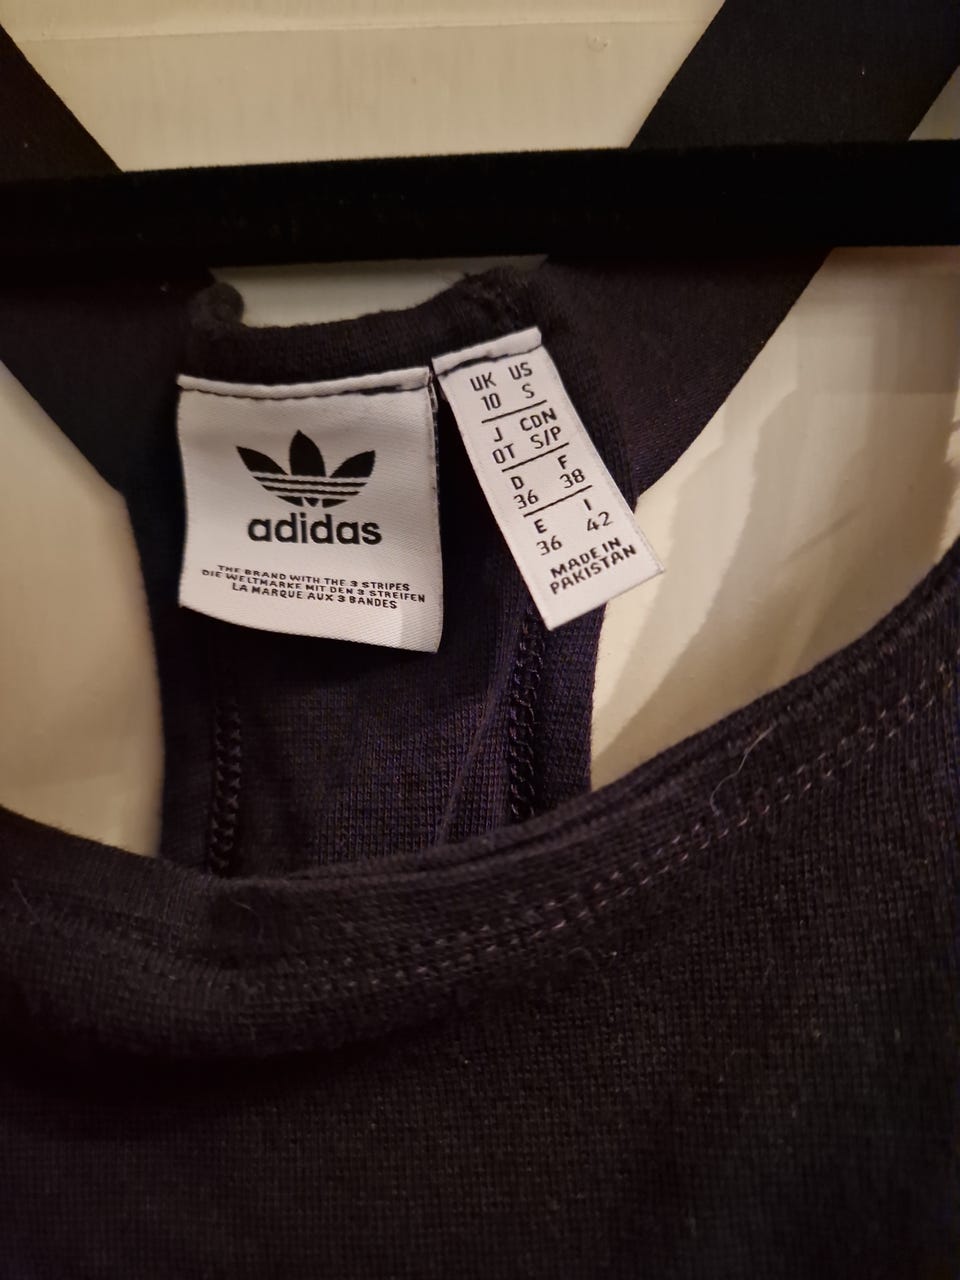 adidas
THE BRAND WITH THE 3 STRIPES
DIE WELTMARKE MIT DEN 3 STREIFEN
LA MARQUE AUX 3 BANDES
UK US
10 S
J CDN
OT S/P
D F
36 38
E I
36 42
MADE IN
PAKISTAN